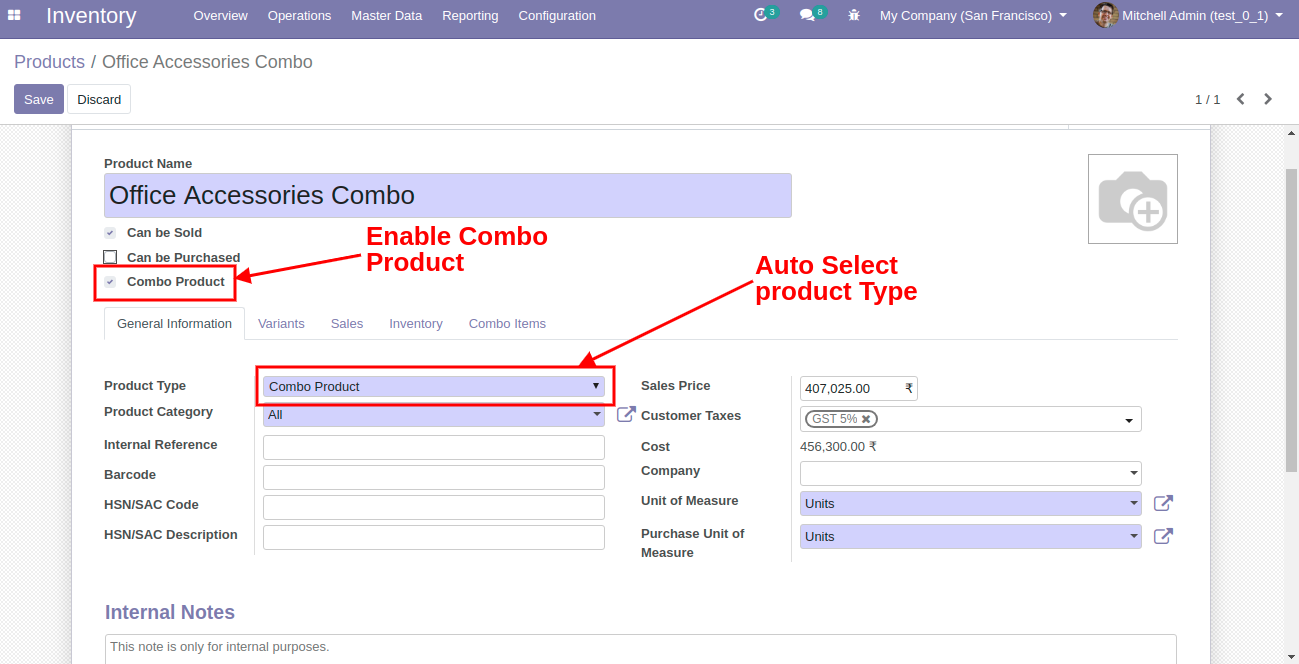 Inventory Overview Operations Master Data Reporting Configuration 3 8 My Company (San Francisco) Mitchell Admin (test_0_1)
Products / Office Accessories Combo
Save Discard 1 / 1
Product Name
Office Accessories Combo
Can be Sold
Can be Purchased
Combo Product
Enable Combo
Product
Auto Select
product Type
General Information Variants Sales Inventory Combo Items
Product Type Combo Product
Product Category All
Internal Reference
Barcode
HSN/SAC Code
HSN/SAC Description
Sales Price 407,025.00 ₹
Customer Taxes GST 5%
Cost 456,300.00 ₹
Company
Unit of Measure Units
Purchase Unit of Units
Measure
Internal Notes
This note is only for internal purposes.